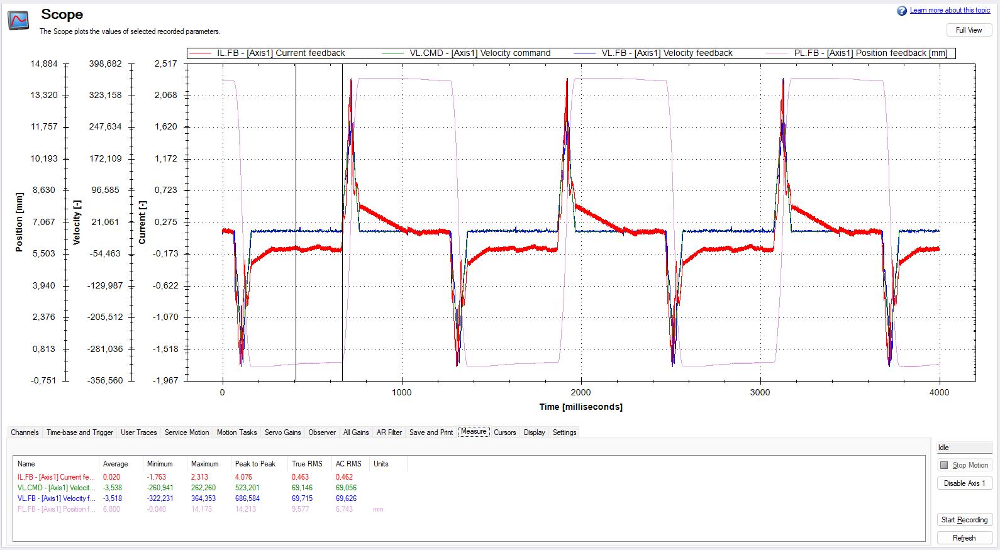 Scope
Learn more about this topic
The Scope plots the values of selected recorded parameters.
Full View
IL.FB - [Axis1] Current feedback VL.CMD - [Axis1] Velocity command VL.FB - [Axis1] Velocity feedback PL.FB - [Axis1] Position feedback [mm]
14,884 398,682 2,517
13,320 323,158 2,068
11,757 247,634 1,620
10,193 172,109 1,172
8,630 96,585 0,723
7,067 21,061 0,275
5,503 -54,463 -0,173
3,940 -129,987 -0,622
2,376 -205,512 -1,070
0,813 -281,036 -1,518
-0,751 -356,560 -1,967
Position [mm]
Velocity [-]
Current [-]
0 1000 2000 3000 4000
Time [milliseconds]
Channels Time-base and Trigger User Traces Service Motion Motion Tasks Servo Gains Observer All Gains AR Filter Save and Print Measure Cursors Display Settings
Name Average Minimum Maximum Peak to Peak True RMS AC RMS Units
IL.FB - [Axis1] Current fe... 0,020 -1,763 2,313 4,076 0,463 0,462
VL.CMD - [Axis1] Velocit... -3,538 -260,941 262,260 523,201 69,146 69,056
VL.FB - [Axis1] Velocity f... -3,518 -322,231 364,353 686,584 69,715 69,626
PL.FB - [Axis1] Position f... 6,800 -0,040 14,173 14,213 9,577 6,743 mm
Idle
Stop Motion
Disable Axis 1
Start Recording
Refresh